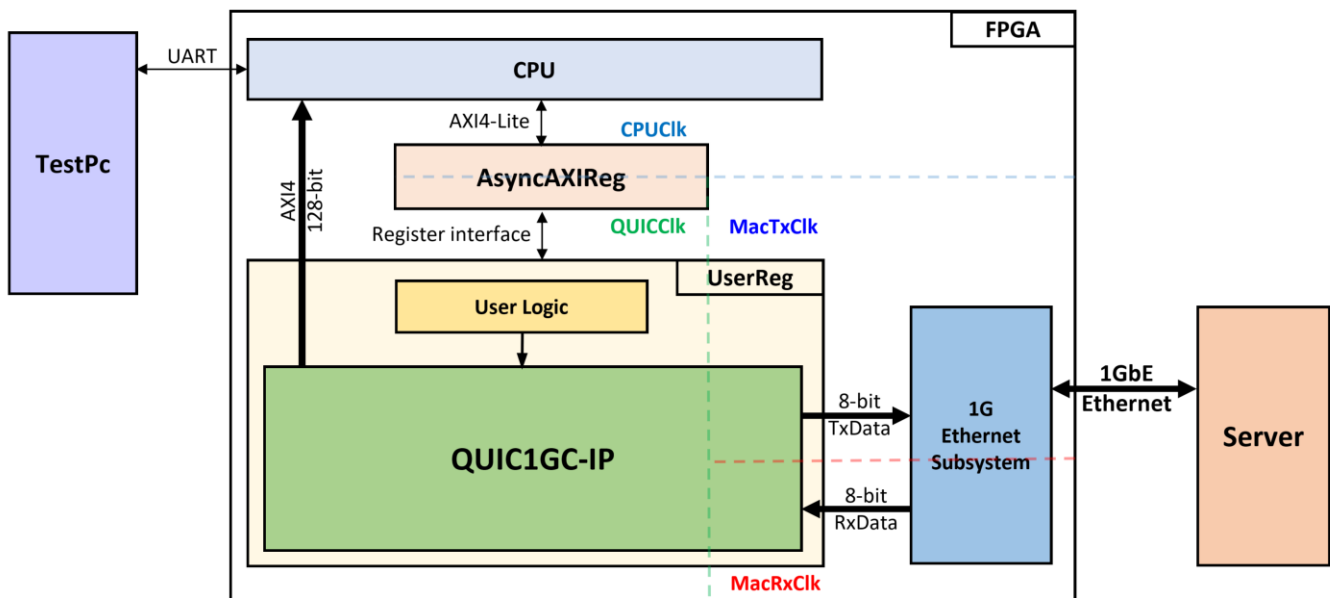 FPGA
UART
CPU
TestPc
AXI4-Lite
CPUClk
AXI4
128-bit
AsyncAXIReg
QUICClk
MacTxClk
Register interface
UserReg
User Logic
8-bit
TxData
1G
Ethernet
Subsystem
1GbE
Ethernet
Server
QUIC1GC-IP
8-bit
RxData
MacRxClk